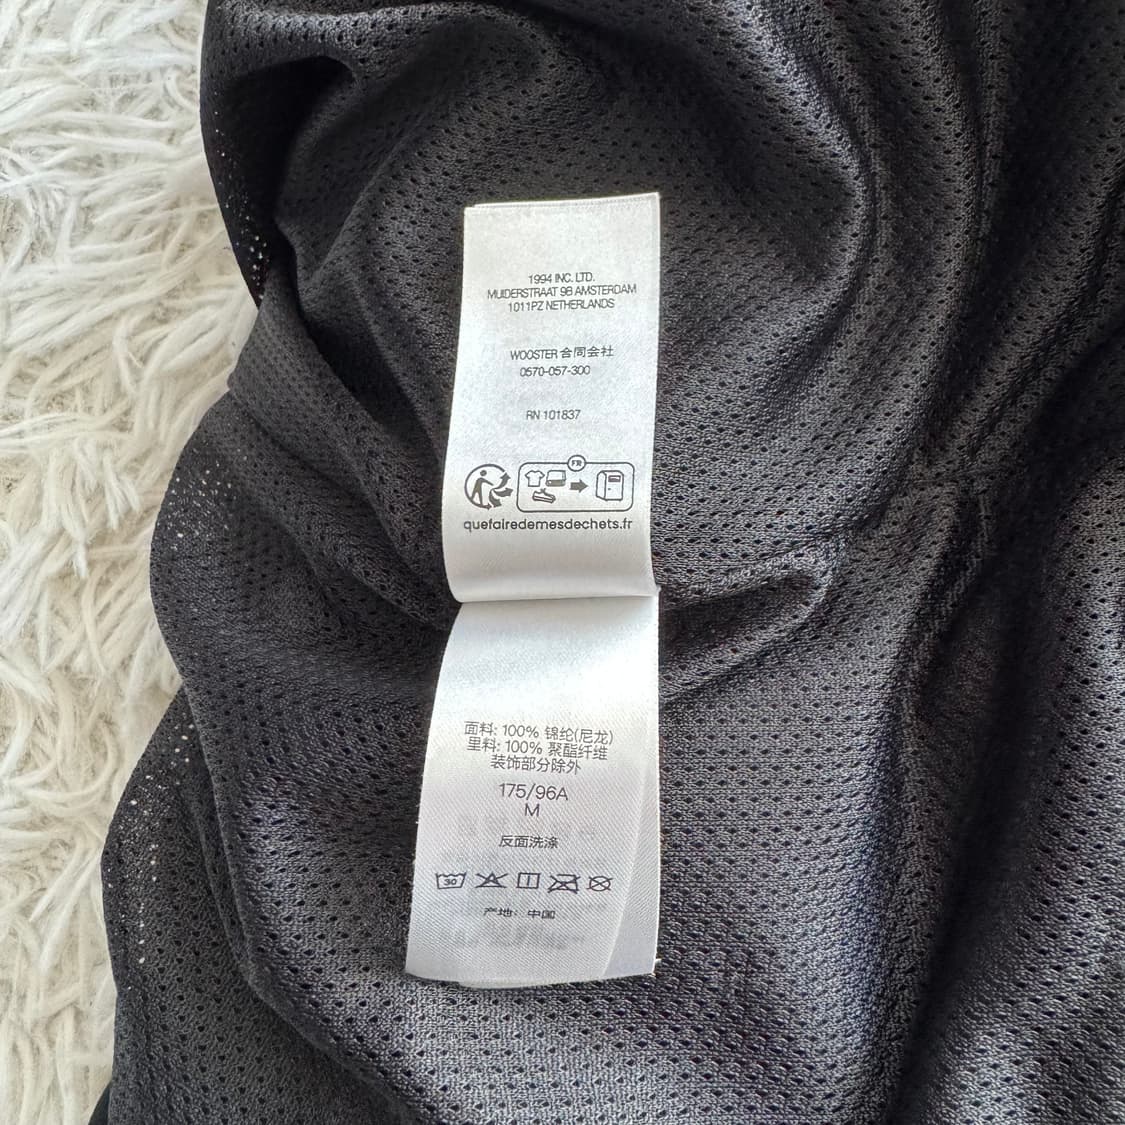 1994 INC. LTD.
MUIDERSTRAAT 9B AMSTERDAM
1011PZ NETHERLANDS
WOOSTER 合同会社
0570-057-300
RN 101837
FR
quefairedemesdechets.fr
面料: 100% 锦纶(尼龙)
里料: 100% 聚酯纤维
装饰部分除外
175/96A
M
反面洗涤
30
产地: 中国